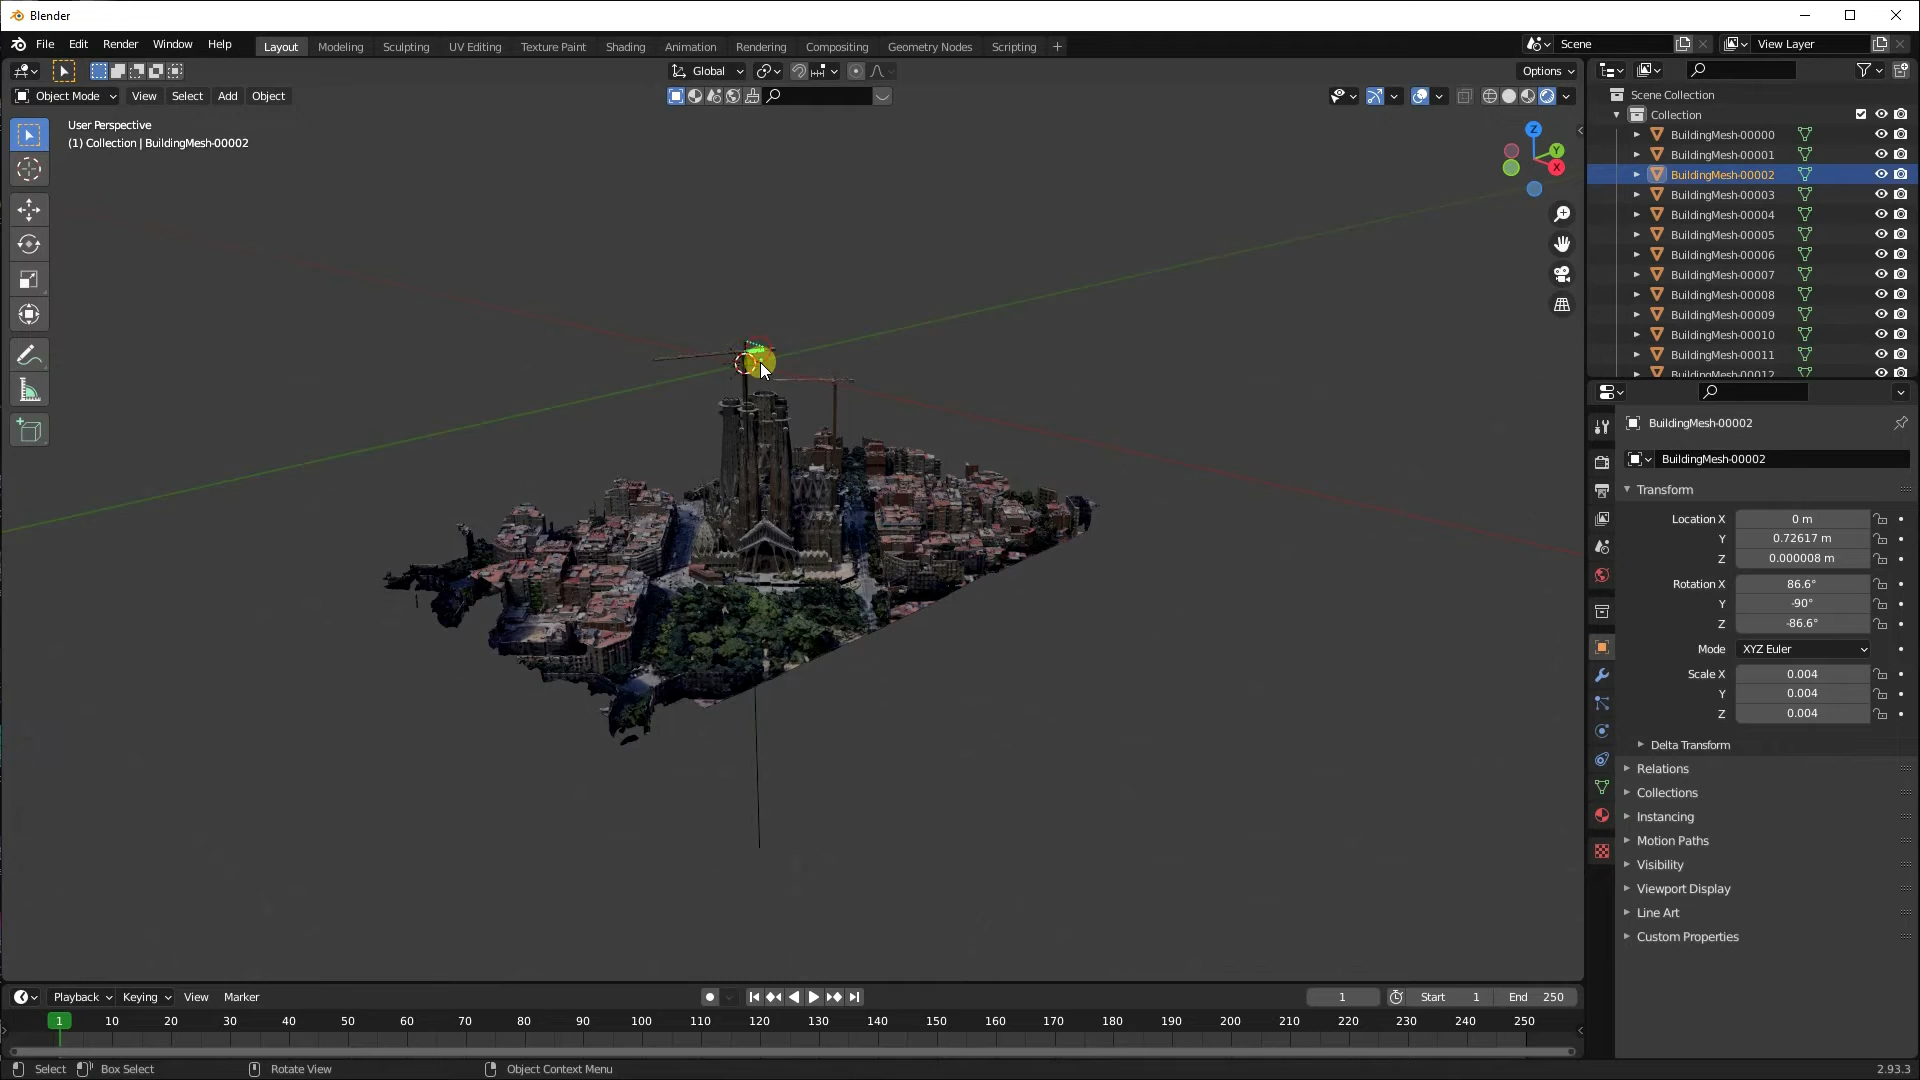 Blender
File Edit Render Window Help Layout Modeling Sculpting UV Editing Texture Paint Shading Animation Rendering Compositing Geometry Nodes Scripting + Scene View Layer
Global Options
Object Mode View Select Add Object
User Perspective
(1) Collection | BuildingMesh-00002
Z
Y
X
Scene Collection
Collection
BuildingMesh-00000
BuildingMesh-00001
BuildingMesh-00002
BuildingMesh-00003
BuildingMesh-00004
BuildingMesh-00005
BuildingMesh-00006
BuildingMesh-00007
BuildingMesh-00008
BuildingMesh-00009
BuildingMesh-00010
BuildingMesh-00011
BuildingMesh-00012
BuildingMesh-00002
BuildingMesh-00002
Transform
Location X 0 m
Y 0.72617 m
Z 0.000008 m
Rotation X 86.6°
Y -90°
Z -86.6°
Mode XYZ Euler
Scale X 0.004
Y 0.004
Z 0.004
Delta Transform
Relations
Collections
Instancing
Motion Paths
Visibility
Viewport Display
Line Art
Custom Properties
Playback Keying View Marker 1 Start 1 End 250
1 10 20 30 40 50 60 70 80 90 100 110 120 130 140 150 160 170 180 190 200 210 220 230 240 250
Select Box Select Rotate View Object Context Menu 2.93.3